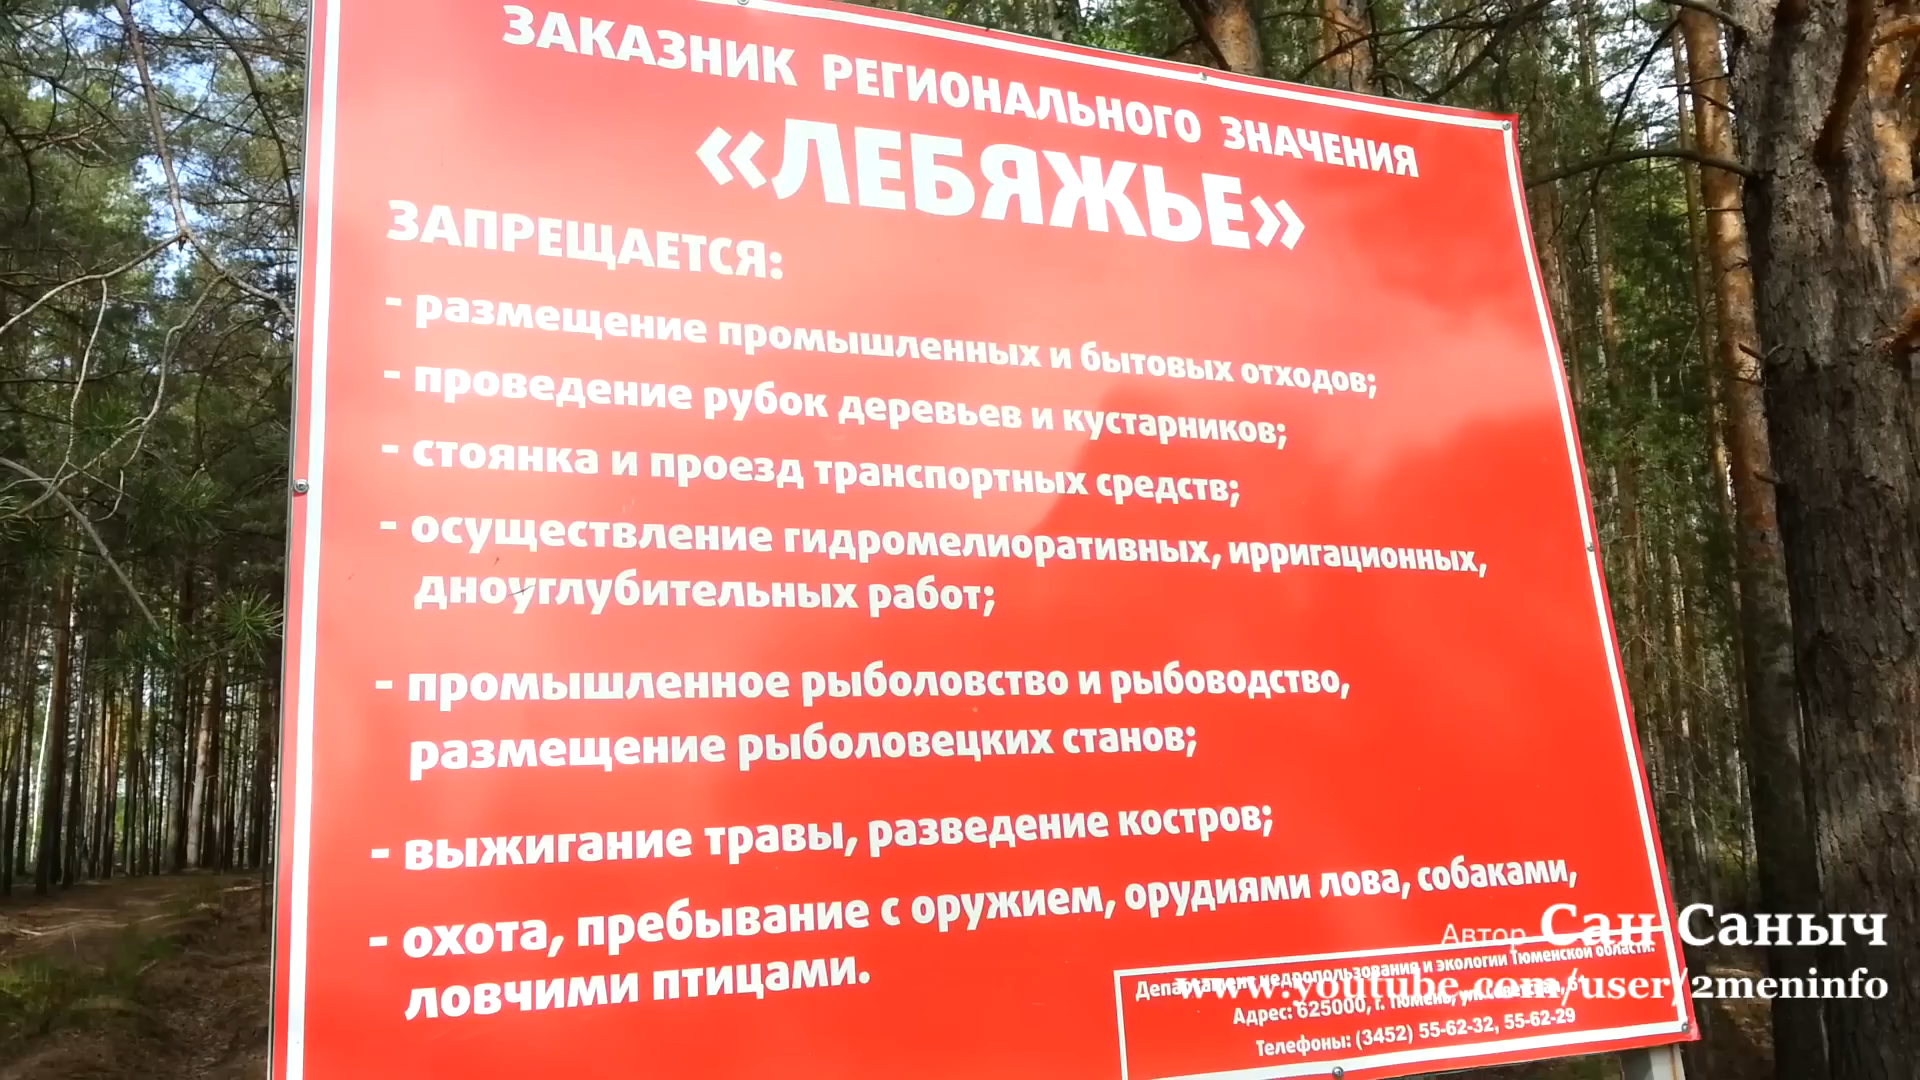 ЗАКАЗНИК РЕГИОНАЛЬНОГО ЗНАЧЕНИЯ
«ЛЕБЯЖЬЕ»
ЗАПРЕЩАЕТСЯ:
- размещение промышленных и бытовых отходов;
- проведение рубок деревьев и кустарников;
- стоянка и проезд транспортных средств;
- осуществление гидромелиоративных, ирригационных,
дноуглубительных работ;
- промышленное рыболовство и рыбоводство,
размещение рыболовецких станов;
- выжигание травы, разведение костров;
- охота, пребывание с оружием, орудиями лова, собаками,
ловчими птицами.
Департамент недропользования и экологии Тюменской области.
Адрес: 625000, г. Тюмень, ул.
Телефоны: (3452) 55-62-32, 55-62-29
Автор Сан Саныч
www.youtube.com/user/2meninfo